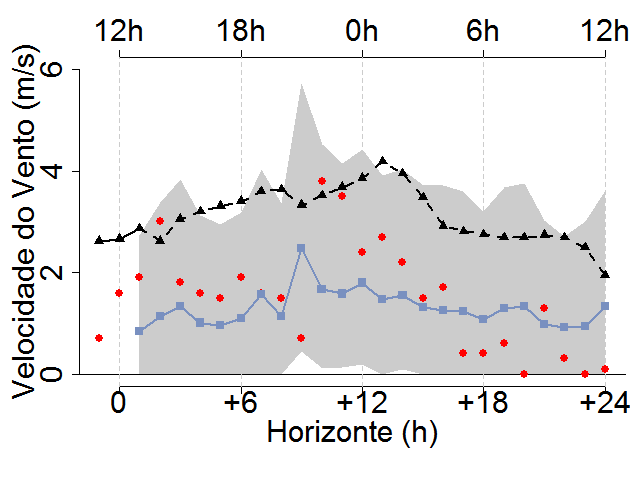 12h 18h 0h 6h 12h
Velocidade do Vento (m/s)
6
4
2
0
0 +6 +12 +18 +24
Horizonte (h)